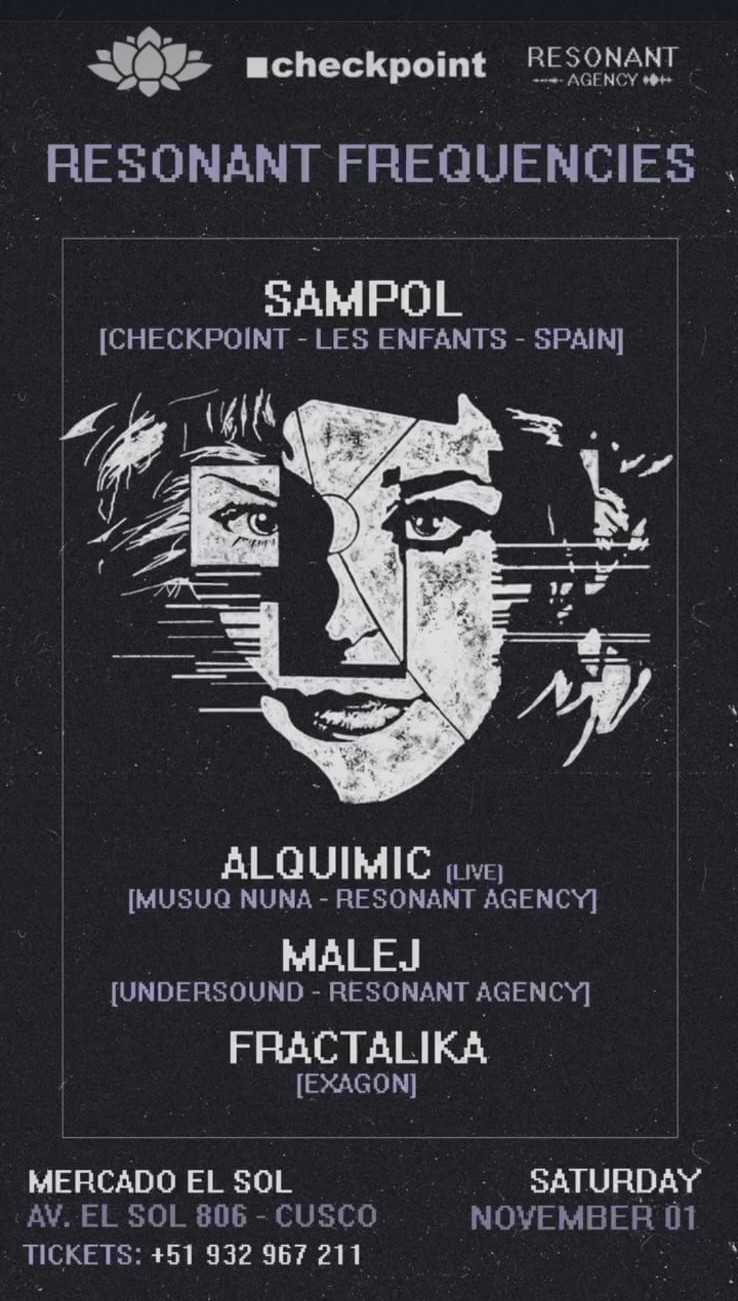 ■checkpoint
RESONANT
AGENCY
RESONANT FREQUENCIES
SAMPOL
[CHECKPOINT - LES ENFANTS - SPAIN]
ALQUIMIC [LIVE]
[MUSUQ NUNA - RESONANT AGENCY]
MALEJ
[UNDERSOUND - RESONANT AGENCY]
FRACTALIKA
[EXAGON]
MERCADO EL SOL
AV. EL SOL 806 - CUSCO
TICKETS: +51 932 967 211
SATURDAY
NOVEMBER 01